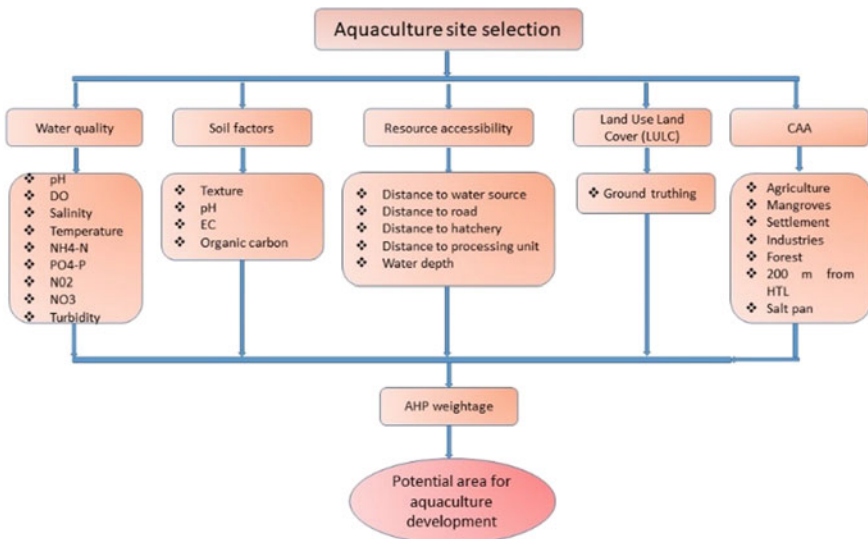 Aquaculture site selection
Water quality
Soil factors
Resource accessibility
Land Use Land
Cover (LULC)
CAA
❖ pH
❖ DO
❖ Salinity
❖ Temperature
❖ NH4-N
❖ PO4-P
❖ N02
❖ NO3
❖ Turbidity
❖ Texture
❖ pH
❖ EC
❖ Organic carbon
❖ Distance to water source
❖ Distance to road
❖ Distance to hatchery
❖ Distance to processing unit
❖ Water depth
❖ Ground truthing
❖ Agriculture
❖ Mangroves
❖ Settlement
❖ Industries
❖ Forest
❖ 200 m from
HTL
❖ Salt pan
AHP weightage
Potential area for
aquaculture
development